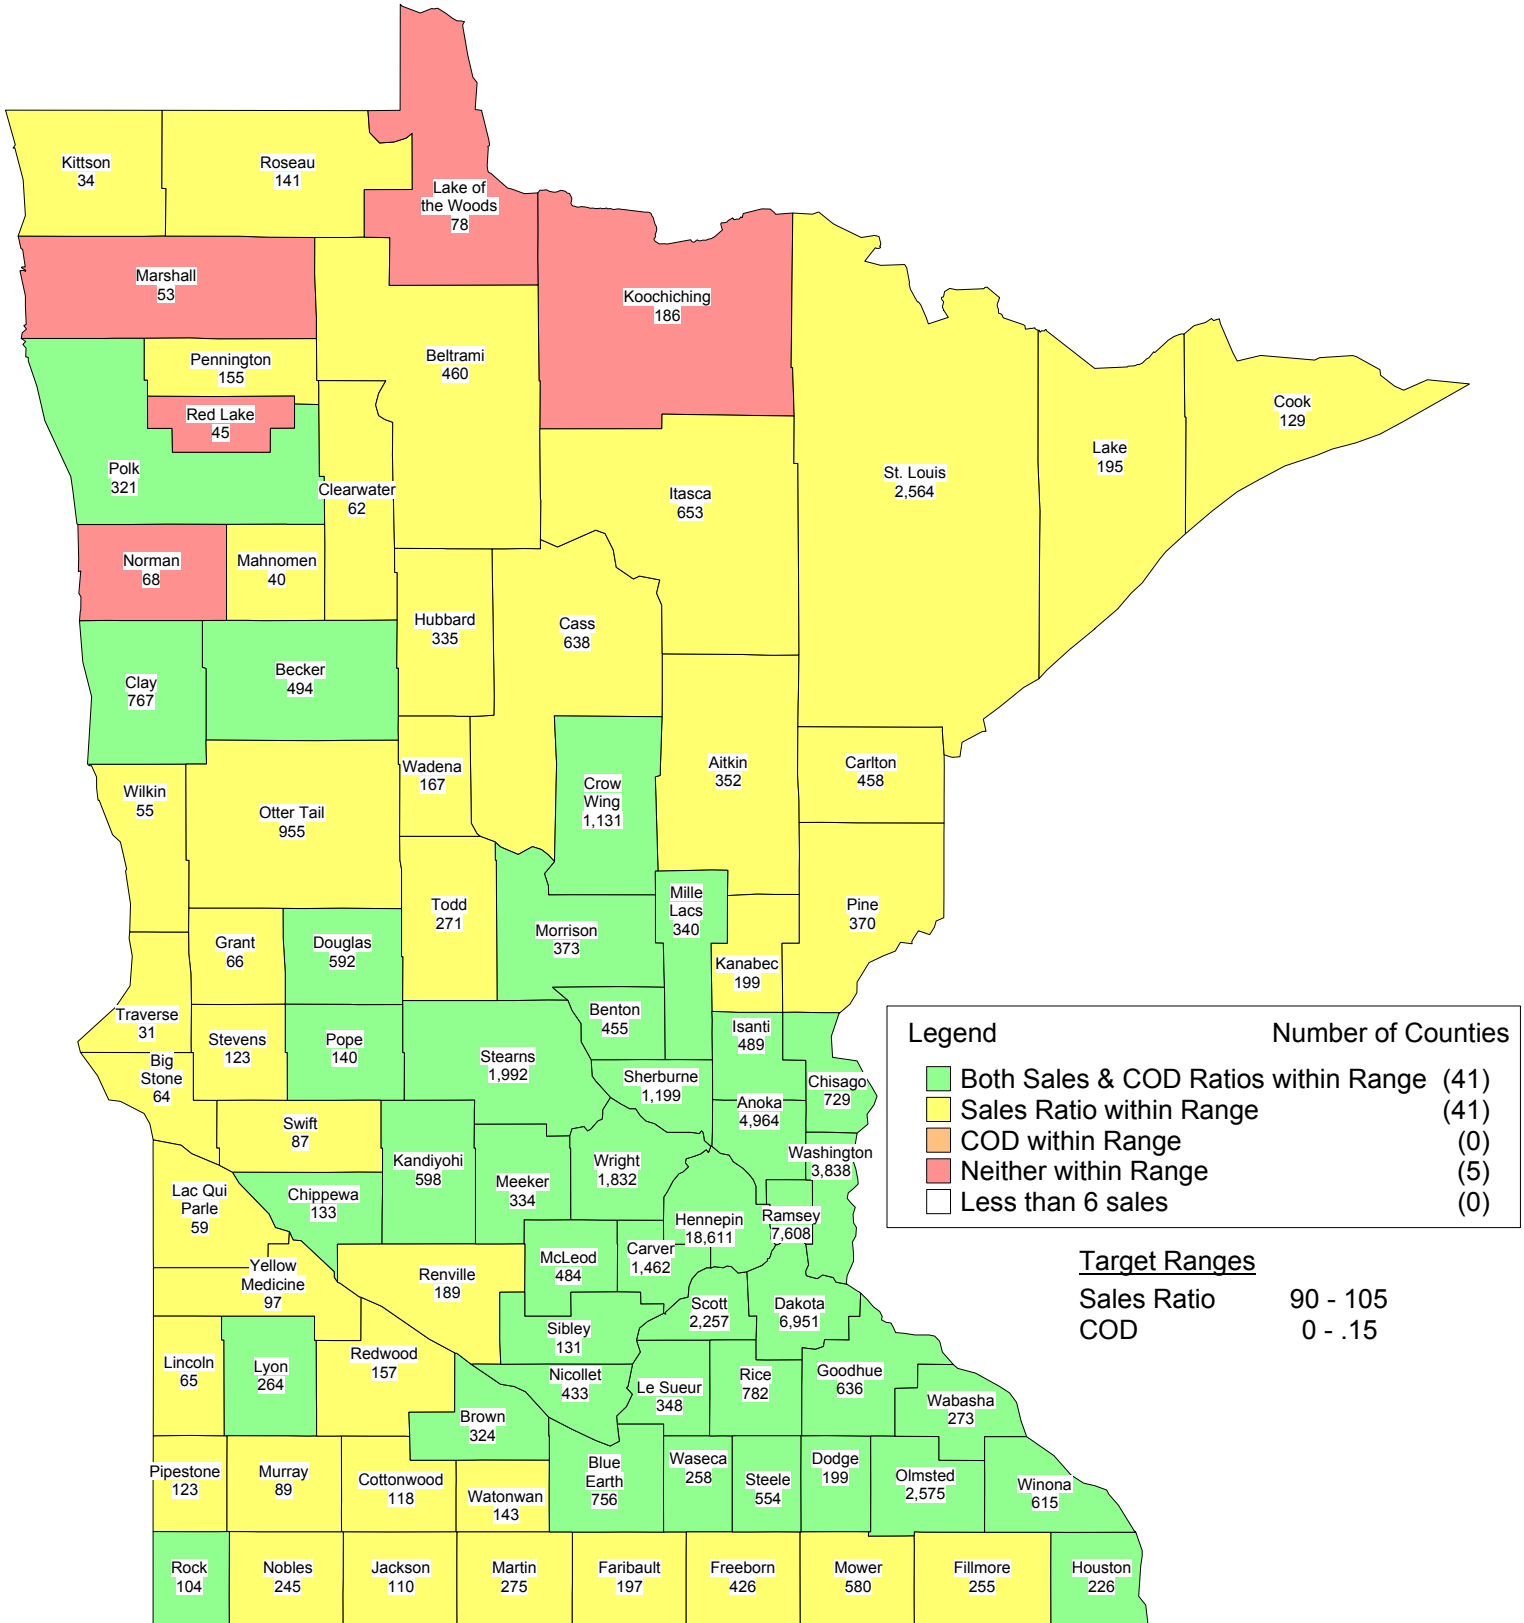 Kittson
34
Roseau
141
Lake of
the Woods
78
Marshall
53
Koochiching
186
Pennington
155
Beltrami
460
Red Lake
45
Cook
129
Lake
195
Polk
321
Clearwater
62
Itasca
653
St. Louis
2,564
Norman
68
Mahnomen
40
Hubbard
335
Cass
638
Clay
767
Becker
494
Wadena
167
Crow
Wing
1,131
Aitkin
352
Carlton
458
Wilkin
55
Otter Tail
955
Todd
271
Morrison
373
Mille
Lacs
340
Pine
370
Grant
66
Douglas
592
Kanabec
199
Traverse
31
Stevens
123
Pope
140
Stearns
1,992
Benton
455
Isanti
489
Big
Stone
64
Sherburne
1,199
Chisago
729
Anoka
4,964
Swift
87
Kandiyohi
598
Meeker
334
Wright
1,832
Washington
3,838
Lac Qui
Parle
59
Chippewa
133
Hennepin
18,611
Ramsey
7,608
Yellow
Medicine
97
Renville
189
McLeod
484
Carver
1,462
Scott
2,257
Dakota
6,951
Sibley
131
Lincoln
65
Lyon
264
Redwood
157
Nicollet
433
Le Sueur
348
Rice
782
Goodhue
636
Wabasha
273
Brown
324
Pipestone
123
Murray
89
Cottonwood
118
Watonwan
143
Blue
Earth
756
Waseca
258
Steele
554
Dodge
199
Olmsted
2,575
Winona
615
Rock
104
Nobles
245
Jackson
110
Martin
275
Faribault
197
Freeborn
426
Mower
580
Fillmore
255
Houston
226
Legend Number of Counties
Both Sales & COD Ratios within Range (41)
Sales Ratio within Range (41)
COD within Range (0)
Neither within Range (5)
Less than 6 sales (0)
Target Ranges
Sales Ratio 90 - 105
COD 0 - .15